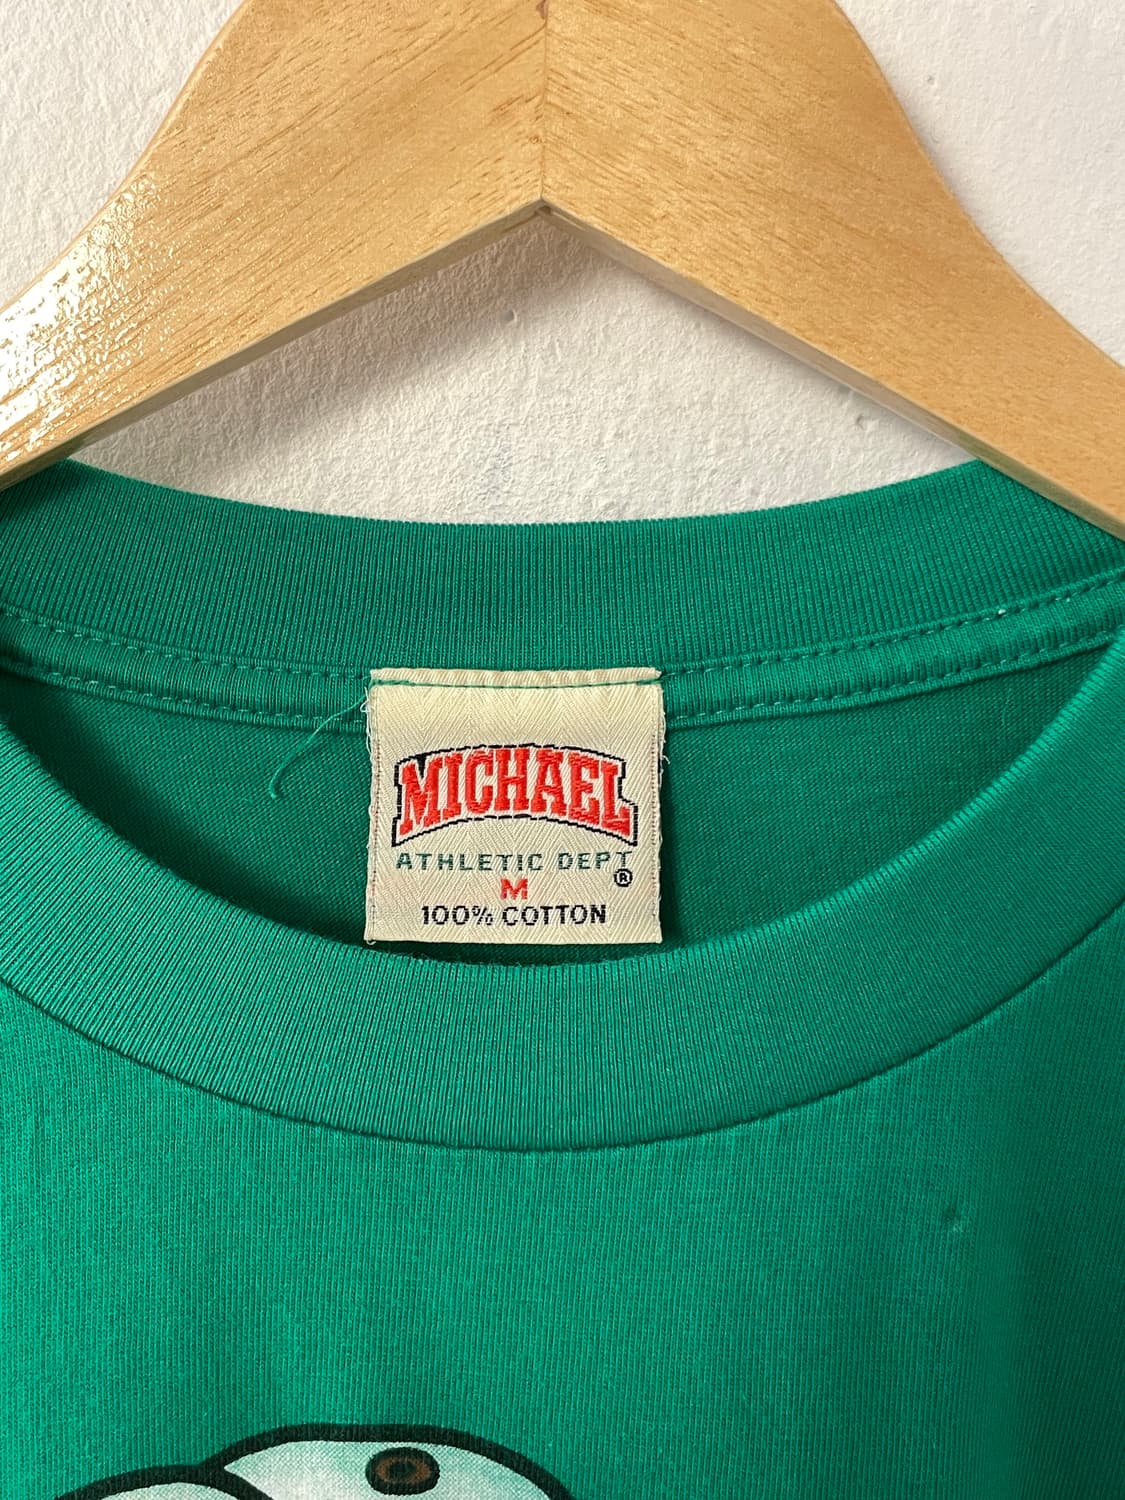 MICHAEL
ATHLETIC DEPT
®
M
100% COTTON